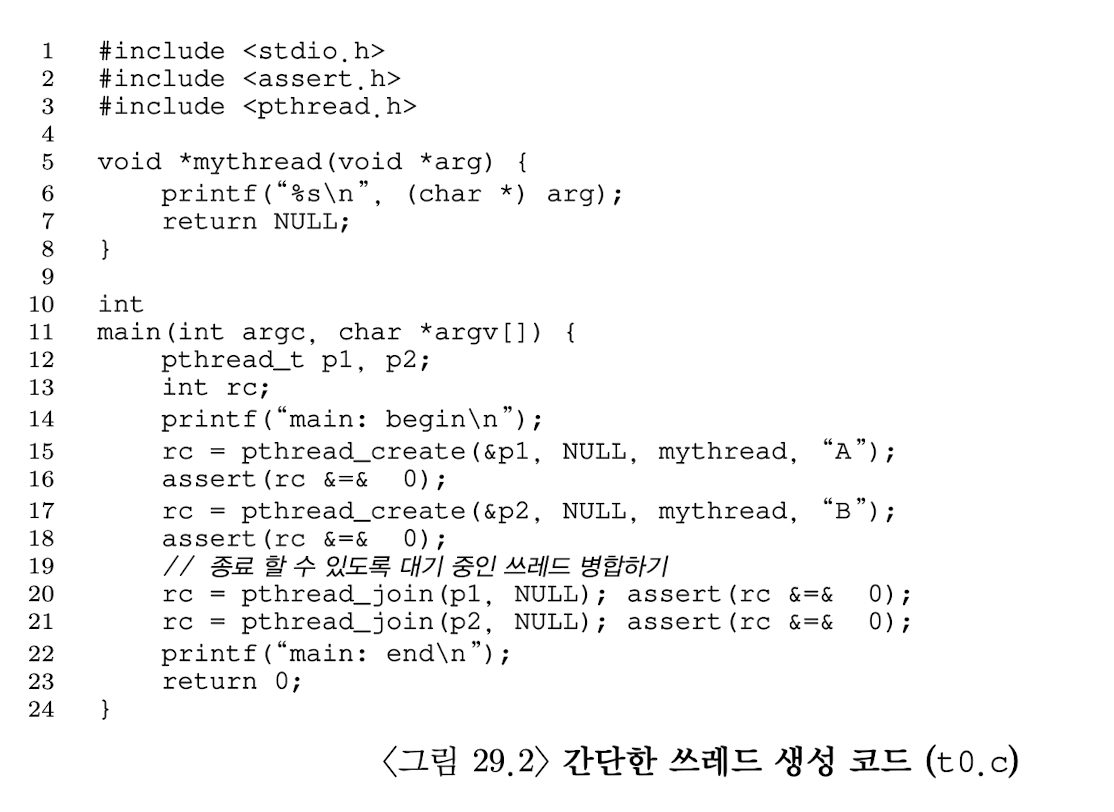 1 #include <stdio.h>
2 #include <assert.h>
3 #include <pthread.h>
4
5 void *mythread(void *arg) {
6     printf(“%s\n”, (char *) arg);
7     return NULL;
8 }
9
10 int
11 main(int argc, char *argv[]) {
12     pthread_t p1, p2;
13     int rc;
14     printf(“main: begin\n”);
15     rc = pthread_create(&p1, NULL, mythread, “A”);
16     assert(rc &=&  0);
17     rc = pthread_create(&p2, NULL, mythread, “B”);
18     assert(rc &=&  0);
19     // 종료 할 수 있도록 대기 중인 쓰레드 병합하기
20     rc = pthread_join(p1, NULL); assert(rc &=&  0);
21     rc = pthread_join(p2, NULL); assert(rc &=&  0);
22     printf(“main: end\n”);
23     return 0;
24 }
〈그림 29.2〉 간단한 쓰레드 생성 코드 (t0.c)